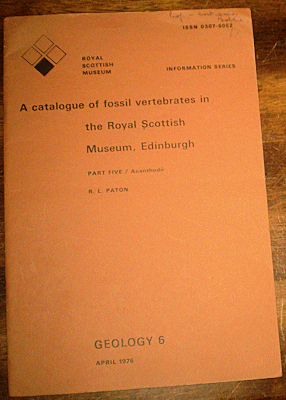 ISSN 0307-5052
ROYAL
SCOTTISH
MUSEUM
INFORMATION SERIES
A catalogue of fossil vertebrates in
the Royal Scottish
Museum, Edinburgh
PART FIVE / Acanthodii
R. L. PATON
GEOLOGY 6
APRIL 1976